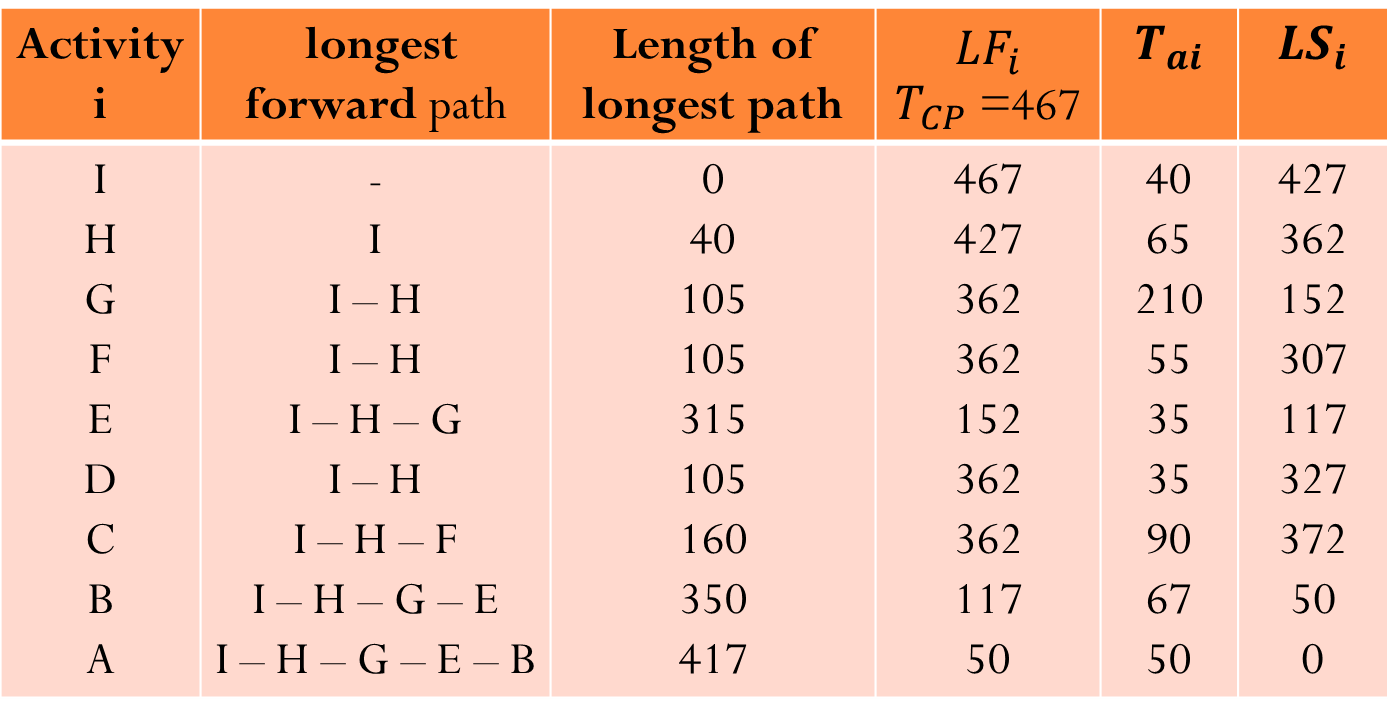 Activity i | longest forward path | Length of longest path | LFᵢ T_CP =467 | T_ai | LSᵢ
I | - | 0 | 467 | 40 | 427
H | I | 40 | 427 | 65 | 362
G | I – H | 105 | 362 | 210 | 152
F | I – H | 105 | 362 | 55 | 307
E | I – H – G | 315 | 152 | 35 | 117
D | I – H | 105 | 362 | 35 | 327
C | I – H – F | 160 | 362 | 90 | 372
B | I – H – G – E | 350 | 117 | 67 | 50
A | I – H – G – E – B | 417 | 50 | 50 | 0